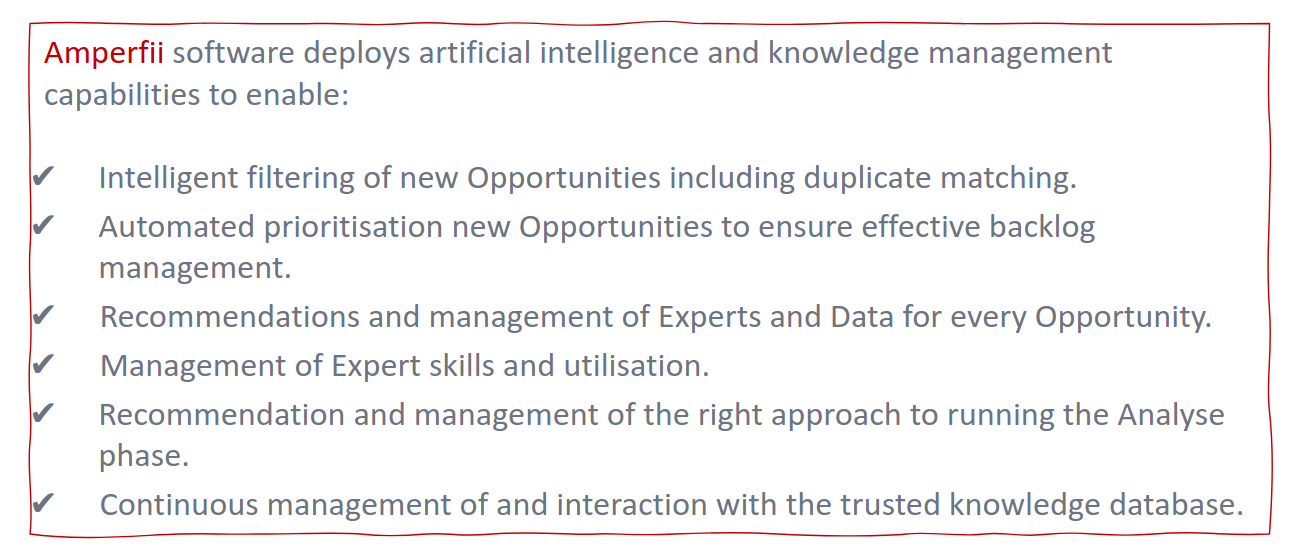 Amperfii software deploys artificial intelligence and knowledge management
capabilities to enable:
✔ Intelligent filtering of new Opportunities including duplicate matching.
✔ Automated prioritisation new Opportunities to ensure effective backlog
management.
✔ Recommendations and management of Experts and Data for every Opportunity.
✔ Management of Expert skills and utilisation.
✔ Recommendation and management of the right approach to running the Analyse
phase.
✔ Continuous management of and interaction with the trusted knowledge database.